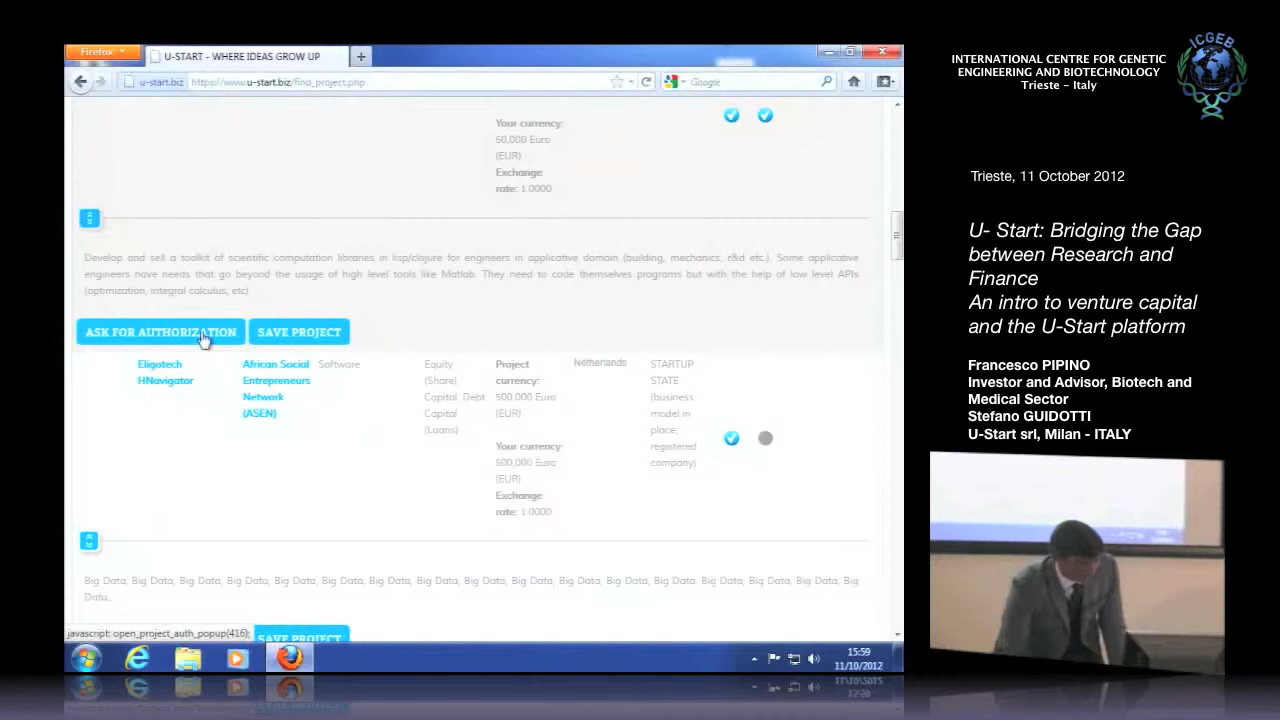 Firefox
U-START - WHERE IDEAS GROW UP
u-start.biz
https://www.u-start.biz/find_project.php
Google
Your currency:
50,000 Euro
(EUR)
Exchange
rate: 1.0000
Develop and sell a toolkit of scientific computation libraries in lisp/clojure for engineers in applicative domain (building, mechanics, r&d etc.). Some applicative
engineers have needs that go beyond the usage of high level tools like Matlab. They need to code themselves programs but with the help of low level APIs
(optimization, integral calculus, etc)
ASK FOR AUTHORIZATION
SAVE PROJECT
Eligotech
HNavigator
African Social
Entrepreneurs
Network
(ASEN)
Software
Equity
(Share)
Capital, Debt
Capital
(Loans)
Project
currency:
500,000 Euro
(EUR)
Your currency:
500,000 Euro
(EUR)
Exchange
rate: 1.0000
Netherlands
STARTUP
STATE
(business
model in
place;
registered
company)
Big Data, Big Data, Big Data, Big Data, Big Data, Big Data, Big Data, Big Data, Big Data, Big Data, Big Data, Big Data, Big Data. Big Data, Big Data, Big Data, Big
Data..
javascript: open_project_auth_popup(416);
SAVE PROJECT
15:59
11/10/2012
ICGEB
INTERNATIONAL CENTRE FOR GENETIC
ENGINEERING AND BIOTECHNOLOGY
Trieste - Italy
Trieste, 11 October 2012
U- Start: Bridging the Gap
between Research and
Finance
An intro to venture capital
and the U-Start platform
Francesco PIPINO
Investor and Advisor, Biotech and
Medical Sector
Stefano GUIDOTTI
U-Start srl, Milan - ITALY